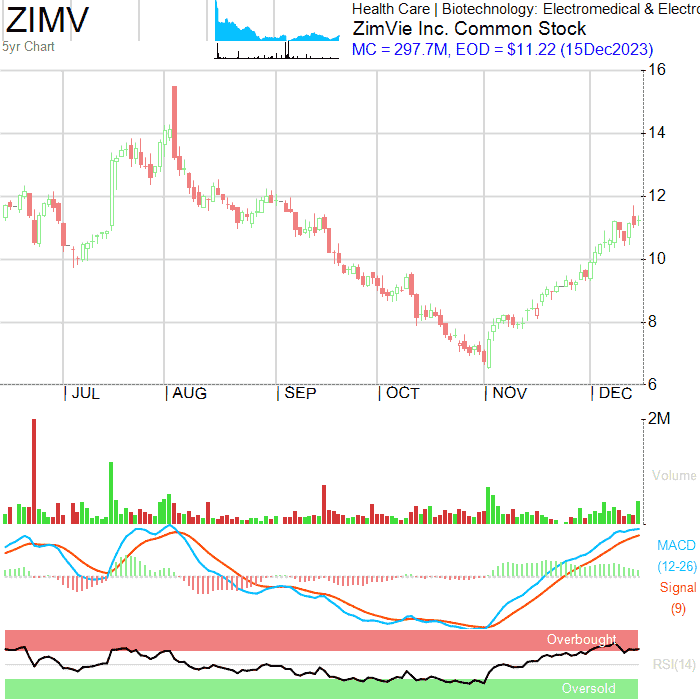 ZIMV
5yr Chart
Health Care | Biotechnology: Electromedical & Electro
ZimVie Inc. Common Stock
MC = 297.7M, EOD = $11.22 (15Dec2023)
16
14
12
10
8
6
JUL
AUG
SEP
OCT
NOV
DEC
2M
Volume
MACD
(12-26)
Signal
(9)
Overbought
RSI(14)
Oversold